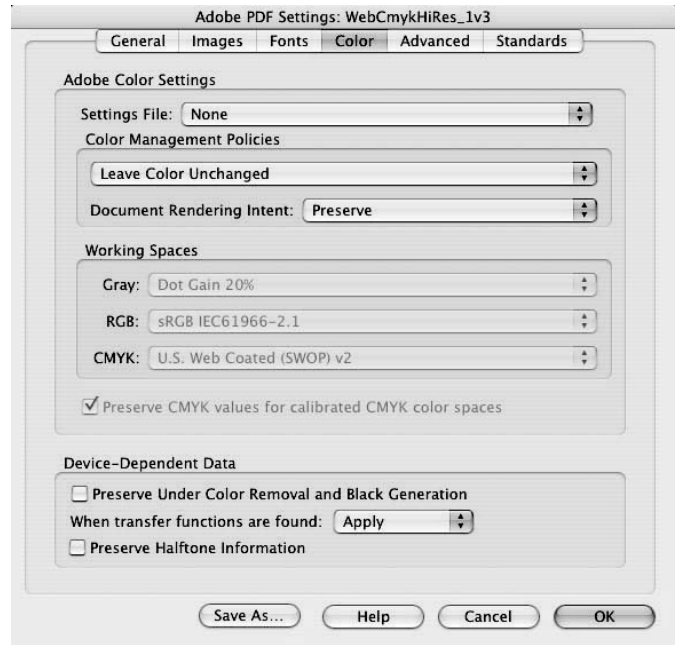 Adobe PDF Settings: WebCmykHiRes_1v3
General Images Fonts Color Advanced Standards
Adobe Color Settings
Settings File: None
Color Management Policies
Leave Color Unchanged
Document Rendering Intent: Preserve
Working Spaces
Gray: Dot Gain 20%
RGB: sRGB IEC61966-2.1
CMYK: U.S. Web Coated (SWOP) v2
Preserve CMYK values for calibrated CMYK color spaces
Device-Dependent Data
Preserve Under Color Removal and Black Generation
When transfer functions are found: Apply
Preserve Halftone Information
Save As... Help Cancel OK